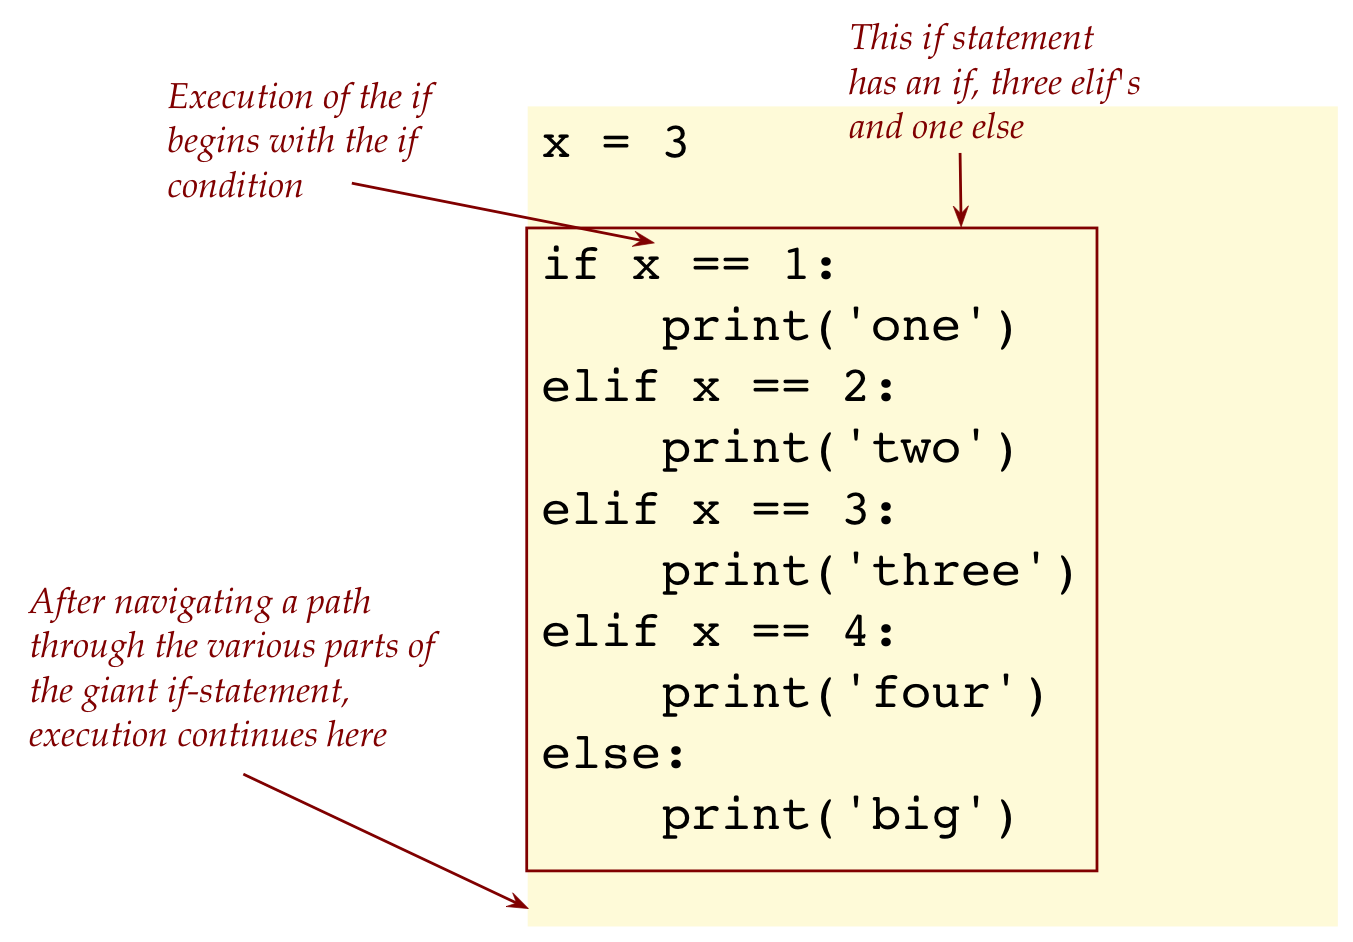 This if statement
has an if, three elif's
and one else
Execution of the if
begins with the if
condition
x = 3
if x == 1:
    print('one')
elif x == 2:
    print('two')
elif x == 3:
    print('three')
elif x == 4:
    print('four')
else:
    print('big')
After navigating a path
through the various parts of
the giant if-statement,
execution continues here